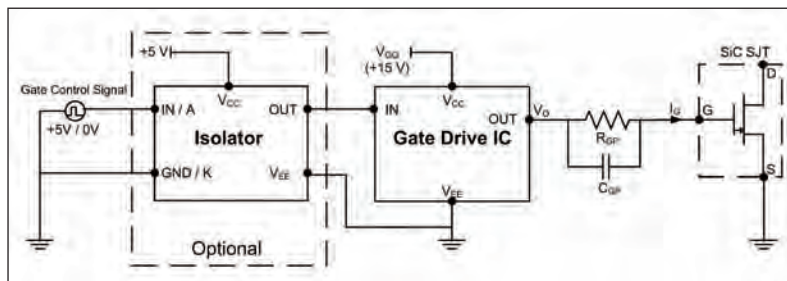 SiC SJT
+5 V
VGG
(+15 V)
D
Gate Control Signal
VCC
VCC
IN / A
OUT
IN
OUT
VO
IG
G
+5V / 0V
Isolator
Gate Drive IC
RGP
GND / K
VEE
S
CGP
VEE
Optional